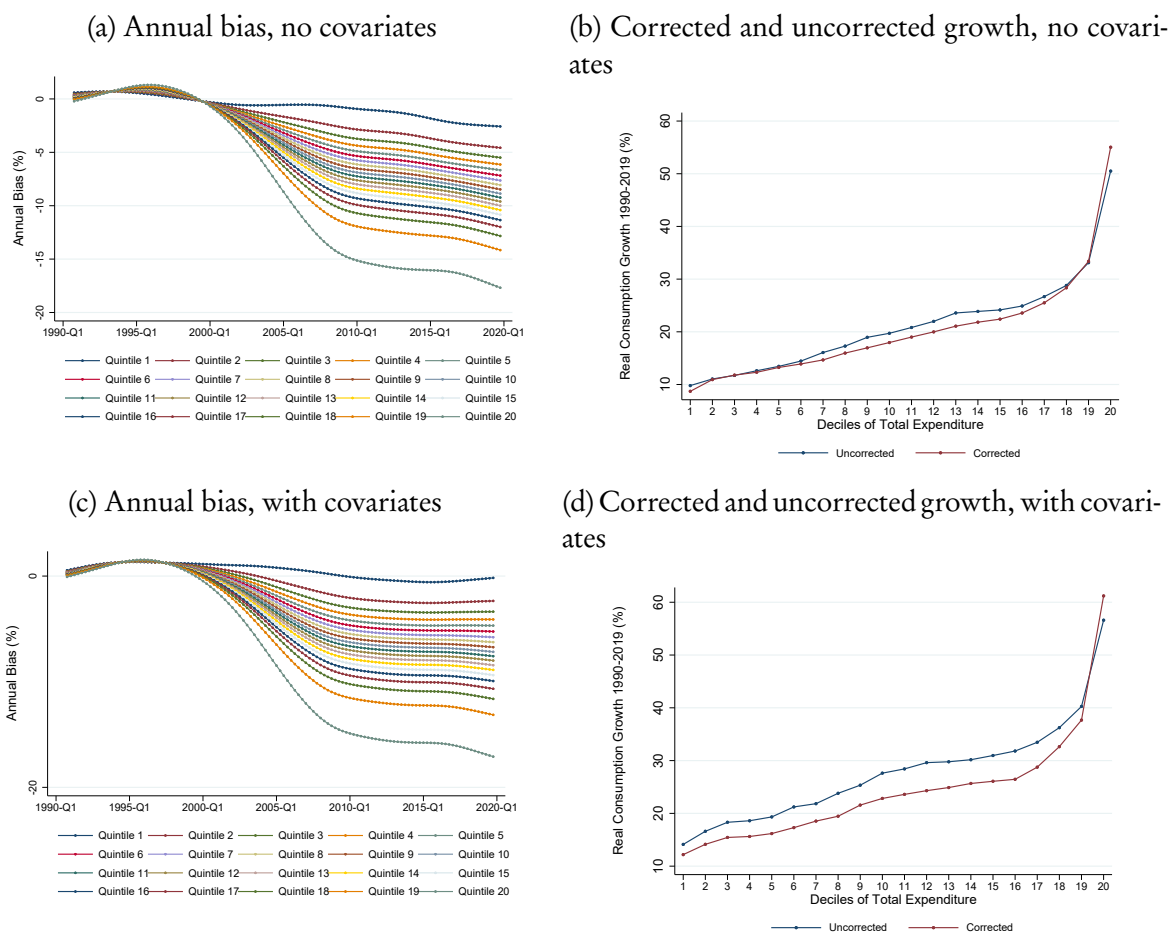 (a) Annual bias, no covariates
0
-5
-10
-15
-20
Annual Bias (%)
1990-Q1 1995-Q1 2000-Q1 2005-Q1 2010-Q1 2015-Q1 2020-Q1
Quintile 1 Quintile 2 Quintile 3 Quintile 4 Quintile 5
Quintile 6 Quintile 7 Quintile 8 Quintile 9 Quintile 10
Quintile 11 Quintile 12 Quintile 13 Quintile 14 Quintile 15
Quintile 16 Quintile 17 Quintile 18 Quintile 19 Quintile 20
(b) Corrected and uncorrected growth, no covari-
ates
Real Consumption Growth 1990-2019 (%)
60
50
40
30
20
10
1 2 3 4 5 6 7 8 9 10 11 12 13 14 15 16 17 18 19 20
Deciles of Total Expenditure
Uncorrected Corrected
(c) Annual bias, with covariates
0
-20
Annual Bias (%)
1990-Q1 1995-Q1 2000-Q1 2005-Q1 2010-Q1 2015-Q1 2020-Q1
Quintile 1 Quintile 2 Quintile 3 Quintile 4 Quintile 5
Quintile 6 Quintile 7 Quintile 8 Quintile 9 Quintile 10
Quintile 11 Quintile 12 Quintile 13 Quintile 14 Quintile 15
Quintile 16 Quintile 17 Quintile 18 Quintile 19 Quintile 20
(d) Corrected and uncorrected growth, with covari-
ates
Real Consumption Growth 1990-2019 (%)
60
50
40
30
20
10
1 2 3 4 5 6 7 8 9 10 11 12 13 14 15 16 17 18 19 20
Deciles of Total Expenditure
Uncorrected Corrected